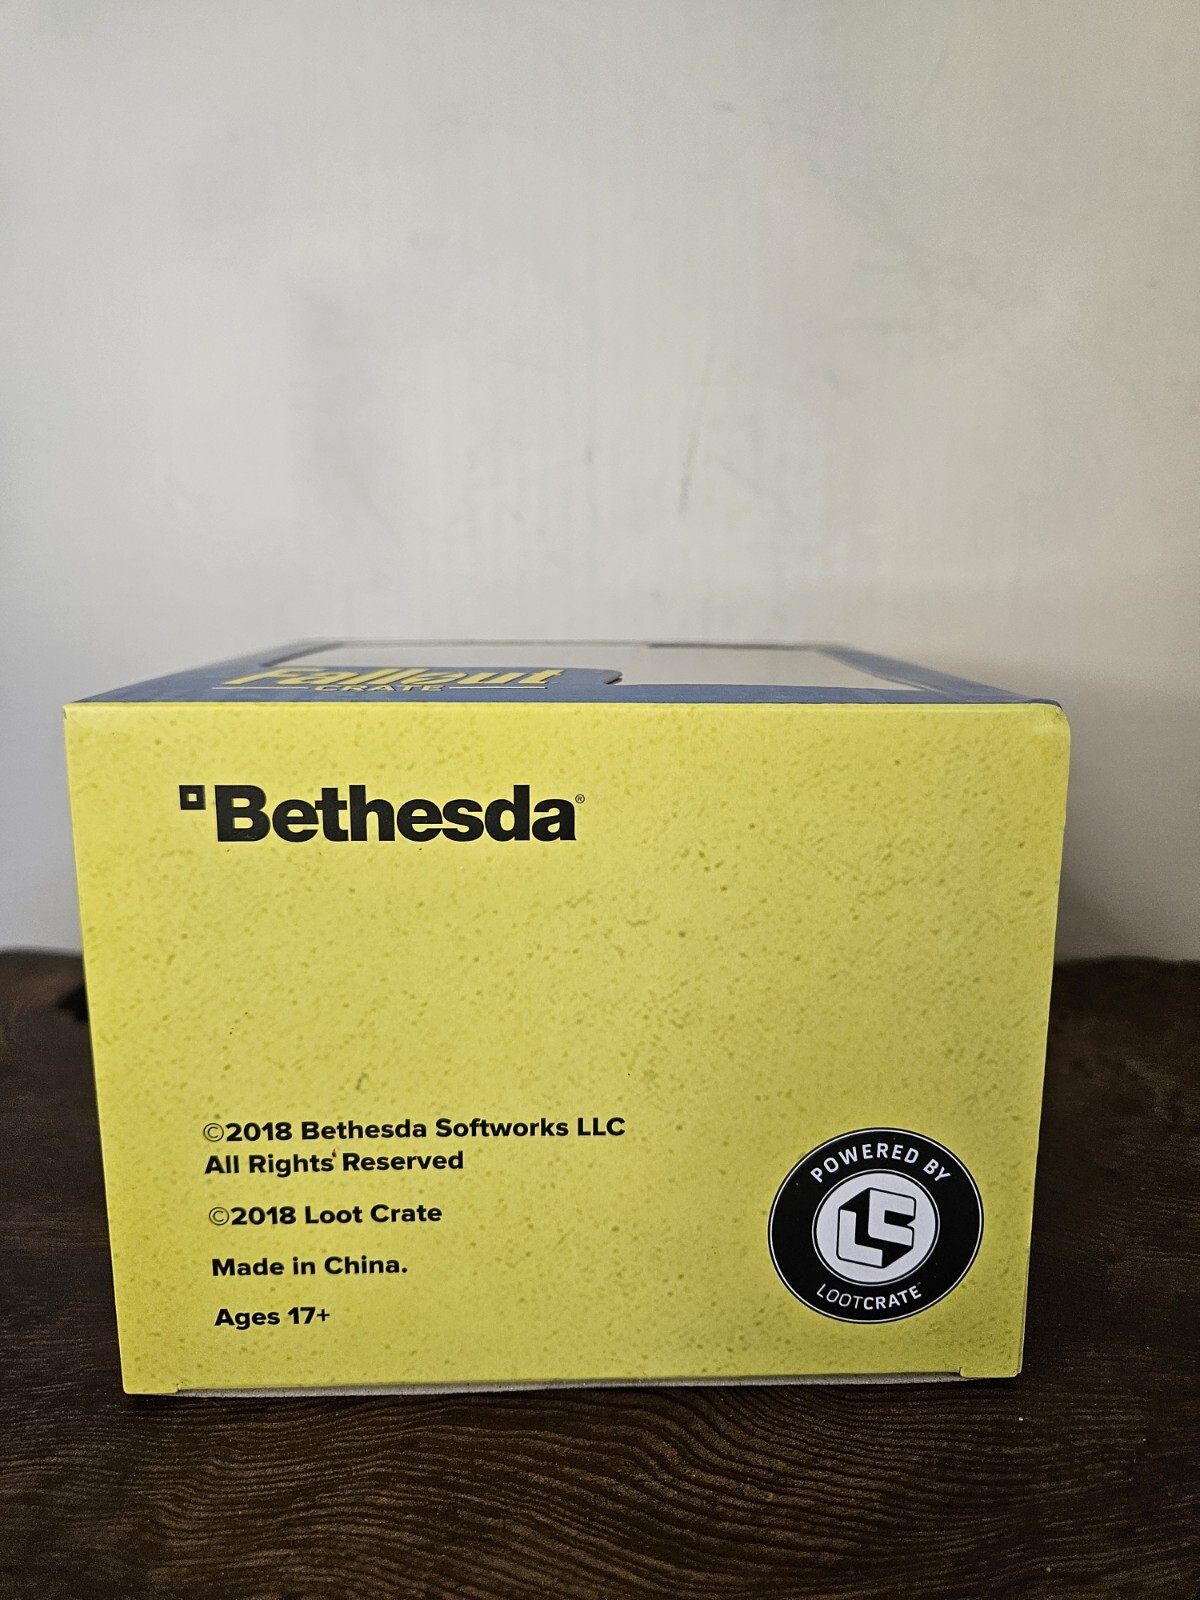 Fallout
CRATE
Bethesda®
©2018 Bethesda Softworks LLC
All Rights Reserved
©2018 Loot Crate
Made in China.
Ages 17+
POWERED BY
LC
LOOTCRATE